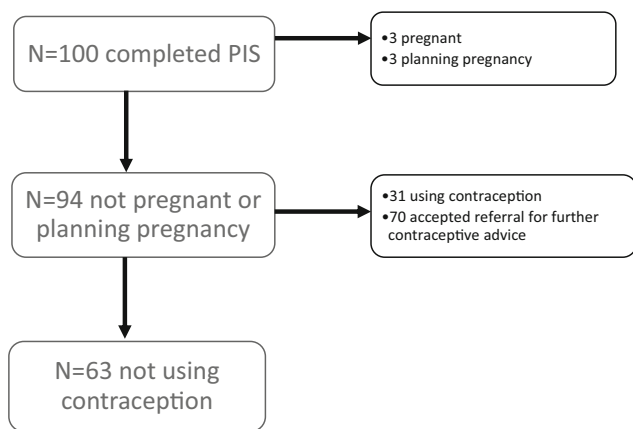 N=100 completed PIS
•3 pregnant
•3 planning pregnancy
N=94 not pregnant or
planning pregnancy
•31 using contraception
•70 accepted referral for further
contraceptive advice
N=63 not using
contraception